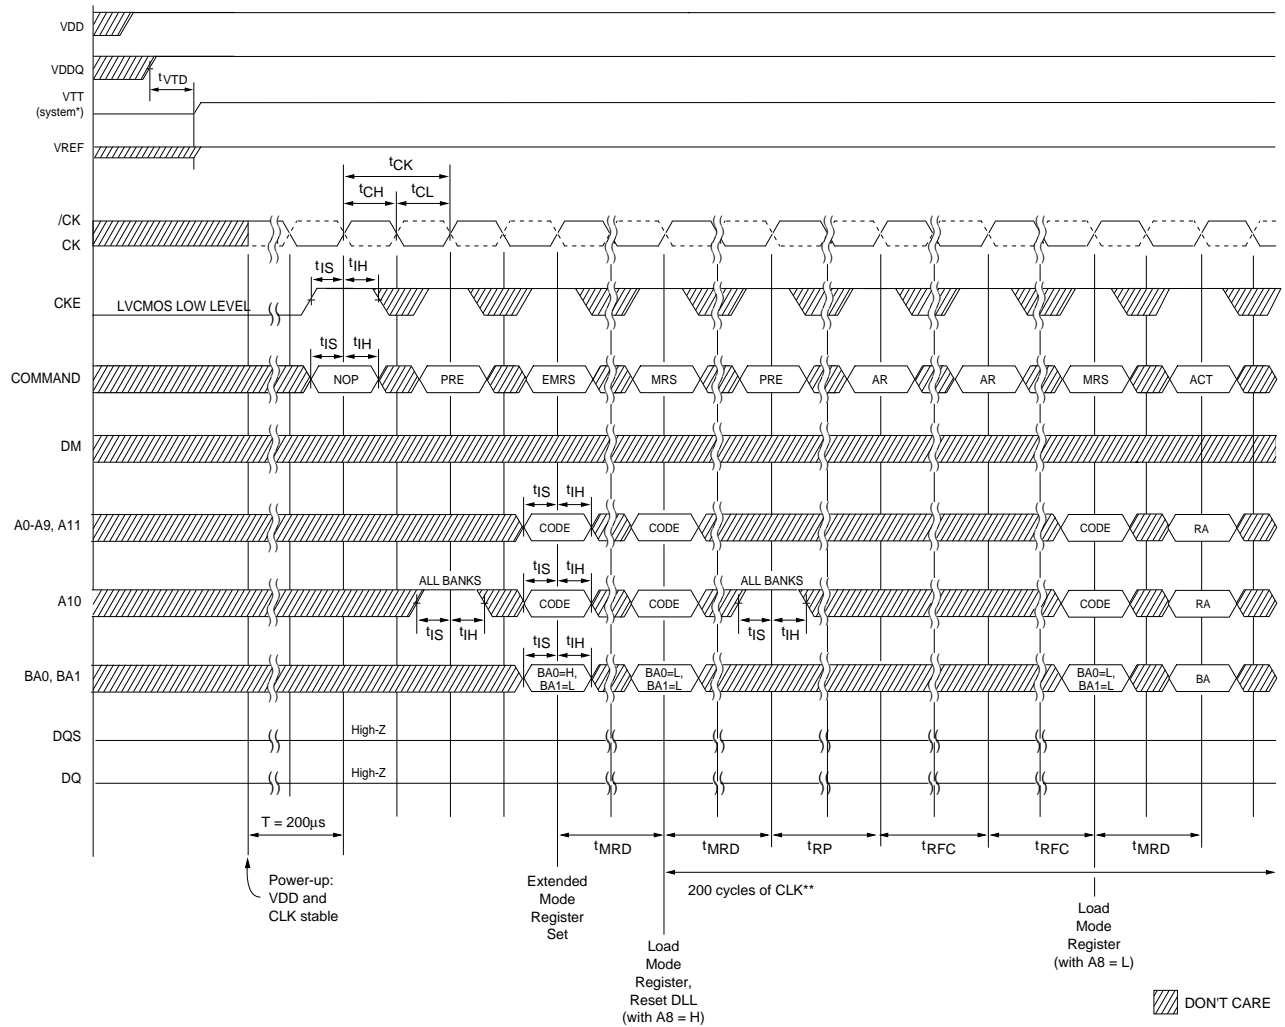 VDD
VDDQ
tVTD
VTT
(system*)
VREF
tCK
tCH
tCL
/CK
CK
tIS
tIH
CKE
LVCMOS LOW LEVEL
tIS
tIH
COMMAND
NOP
PRE
EMRS
MRS
PRE
AR
AR
MRS
ACT
DM
tIS
tIH
A0-A9, A11
CODE
CODE
CODE
RA
ALL BANKS
tIS
tIH
ALL BANKS
A10
CODE
CODE
CODE
RA
tIS
tIH
tIS
tIH
tIS
tIH
BA0, BA1
BA0=H,
BA1=L
BA0=L,
BA1=L
BA0=L,
BA1=L
BA
DQS
High-Z
DQ
High-Z
T = 200µs
tMRD
tMRD
tRP
tRFC
tRFC
tMRD
Power-up:
VDD and
CLK stable
Extended
Mode
Register
Set
200 cycles of CLK**
Load
Mode
Register,
Reset DLL
(with A8 = H)
Load
Mode
Register
(with A8 = L)
DON'T CARE